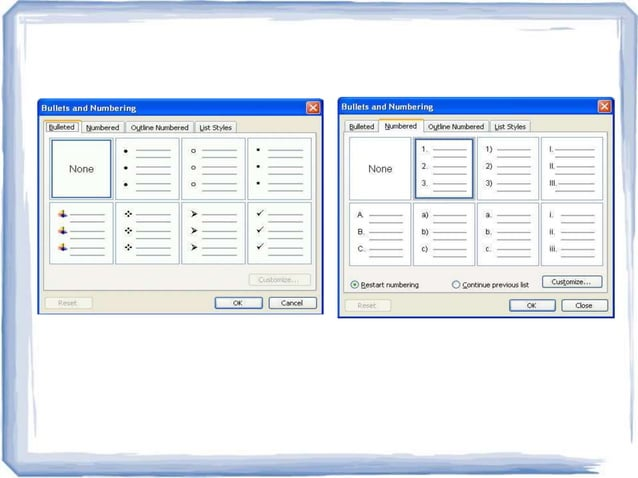 Bullets and Numbering
Bulleted Numbered Outline Numbered List Styles
None
Customize...
Reset OK Cancel
Bullets and Numbering
Bulleted Numbered Outline Numbered List Styles
None 1. 1) I.
2. 2) II.
3. 3) III.
A. a) a. i.
B. b) b. ii.
C. c) c. iii.
Restart numbering Continue previous list Customize...
Reset OK Close